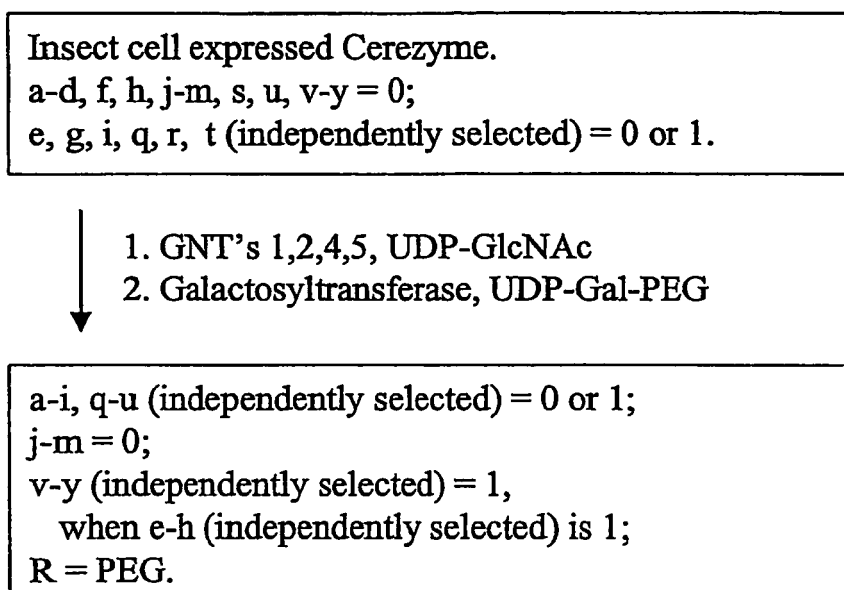 Insect cell expressed Cerezyme.
a-d, f, h, j-m, s, u, v-y = 0;
e, g, i, q, r, t (independently selected) = 0 or 1.
1. GNT's 1,2,4,5, UDP-GlcNAc
2. Galactosyltransferase, UDP-Gal-PEG
a-i, q-u (independently selected) = 0 or 1;
j-m = 0;
v-y (independently selected) = 1,
when e-h (independently selected) is 1;
R = PEG.